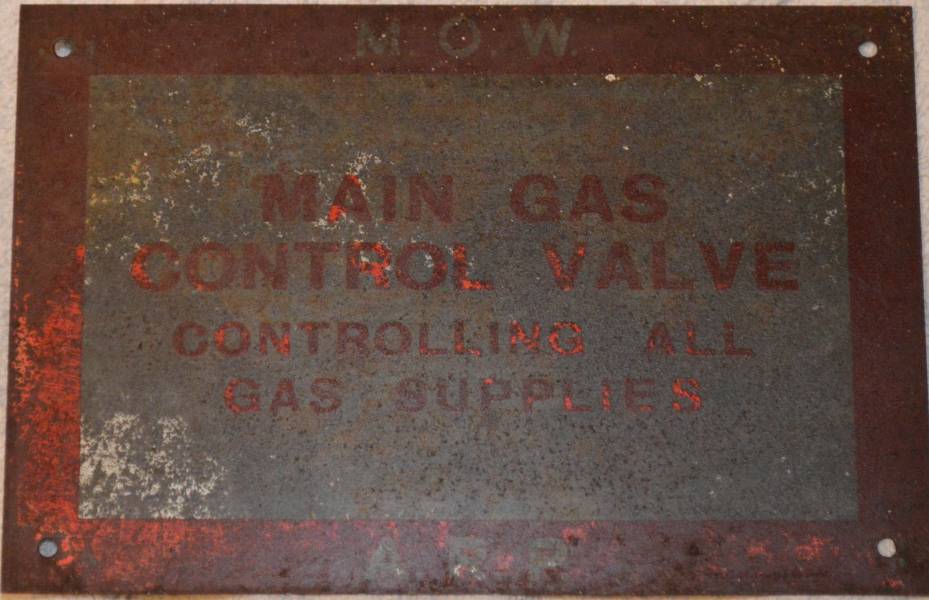 M. O. W.
MAIN GAS
CONTROL VALVE
CONTROLLING ALL
GAS SUPPLIES
A. R. P.